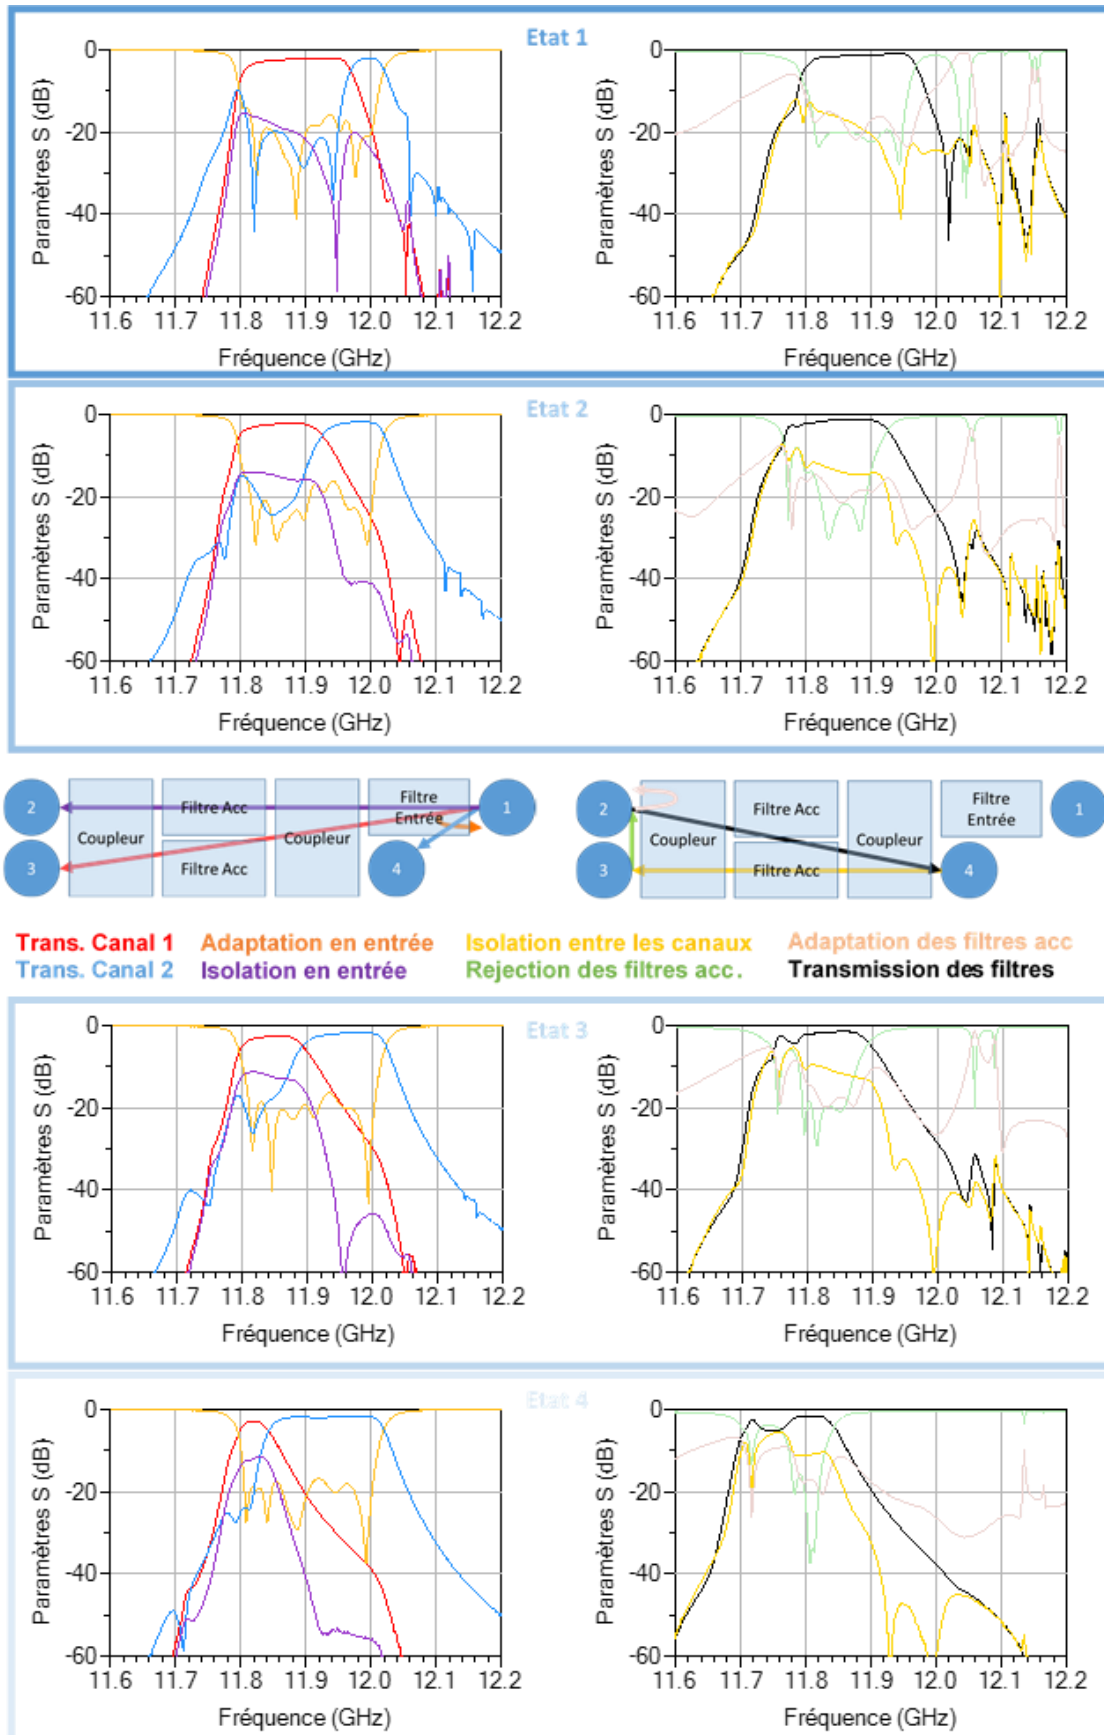 Etat 1
Paramètres S (dB)
0
-20
-40
-60
11.6 11.7 11.8 11.9 12.0 12.1 12.2
Fréquence (GHz)
Paramètres S (dB)
0
-20
-40
-60
11.6 11.7 11.8 11.9 12.0 12.1 12.2
Fréquence (GHz)
Etat 2
Paramètres S (dB)
0
-20
-40
-60
11.6 11.7 11.8 11.9 12.0 12.1 12.2
Fréquence (GHz)
Paramètres S (dB)
0
-20
-40
-60
11.6 11.7 11.8 11.9 12.0 12.1 12.2
Fréquence (GHz)
2
Coupleur
Filtre Acc
Coupleur
Filtre
Entrée
1
3
Filtre Acc
4
2
Coupleur
Filtre Acc
Coupleur
Filtre
Entrée
1
3
Filtre Acc
4
Trans. Canal 1 Adaptation en entrée Isolation entre les canaux Adaptation des filtres acc
Trans. Canal 2 Isolation en entrée Rejection des filtres acc. Transmission des filtres
Etat 3
Paramètres S (dB)
0
-20
-40
-60
11.6 11.7 11.8 11.9 12.0 12.1 12.2
Fréquence (GHz)
Paramètres S (dB)
0
-20
-40
-60
11.6 11.7 11.8 11.9 12.0 12.1 12.2
Fréquence (GHz)
Etat 4
Paramètres S (dB)
0
-20
-40
-60
11.6 11.7 11.8 11.9 12.0 12.1 12.2
Fréquence (GHz)
Paramètres S (dB)
0
-20
-40
-60
11.6 11.7 11.8 11.9 12.0 12.1 12.2
Fréquence (GHz)